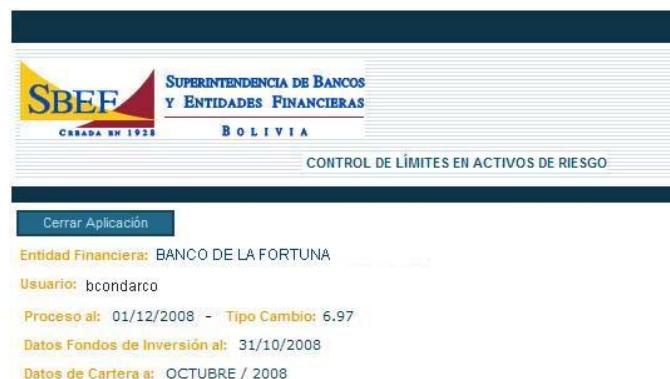 SBEF
CREADA EN 1928
SUPERINTENDENCIA DE BANCOS
Y ENTIDADES FINANCIERAS
BOLIVIA
CONTROL DE LÍMITES EN ACTIVOS DE RIESGO
Cerrar Aplicación
Entidad Financiera: BANCO DE LA FORTUNA
Usuario: bcondarco
Proceso al: 01/12/2008 - Tipo Cambio: 6.97
Datos Fondos de Inversión al: 31/10/2008
Datos de Cartera a: OCTUBRE / 2008